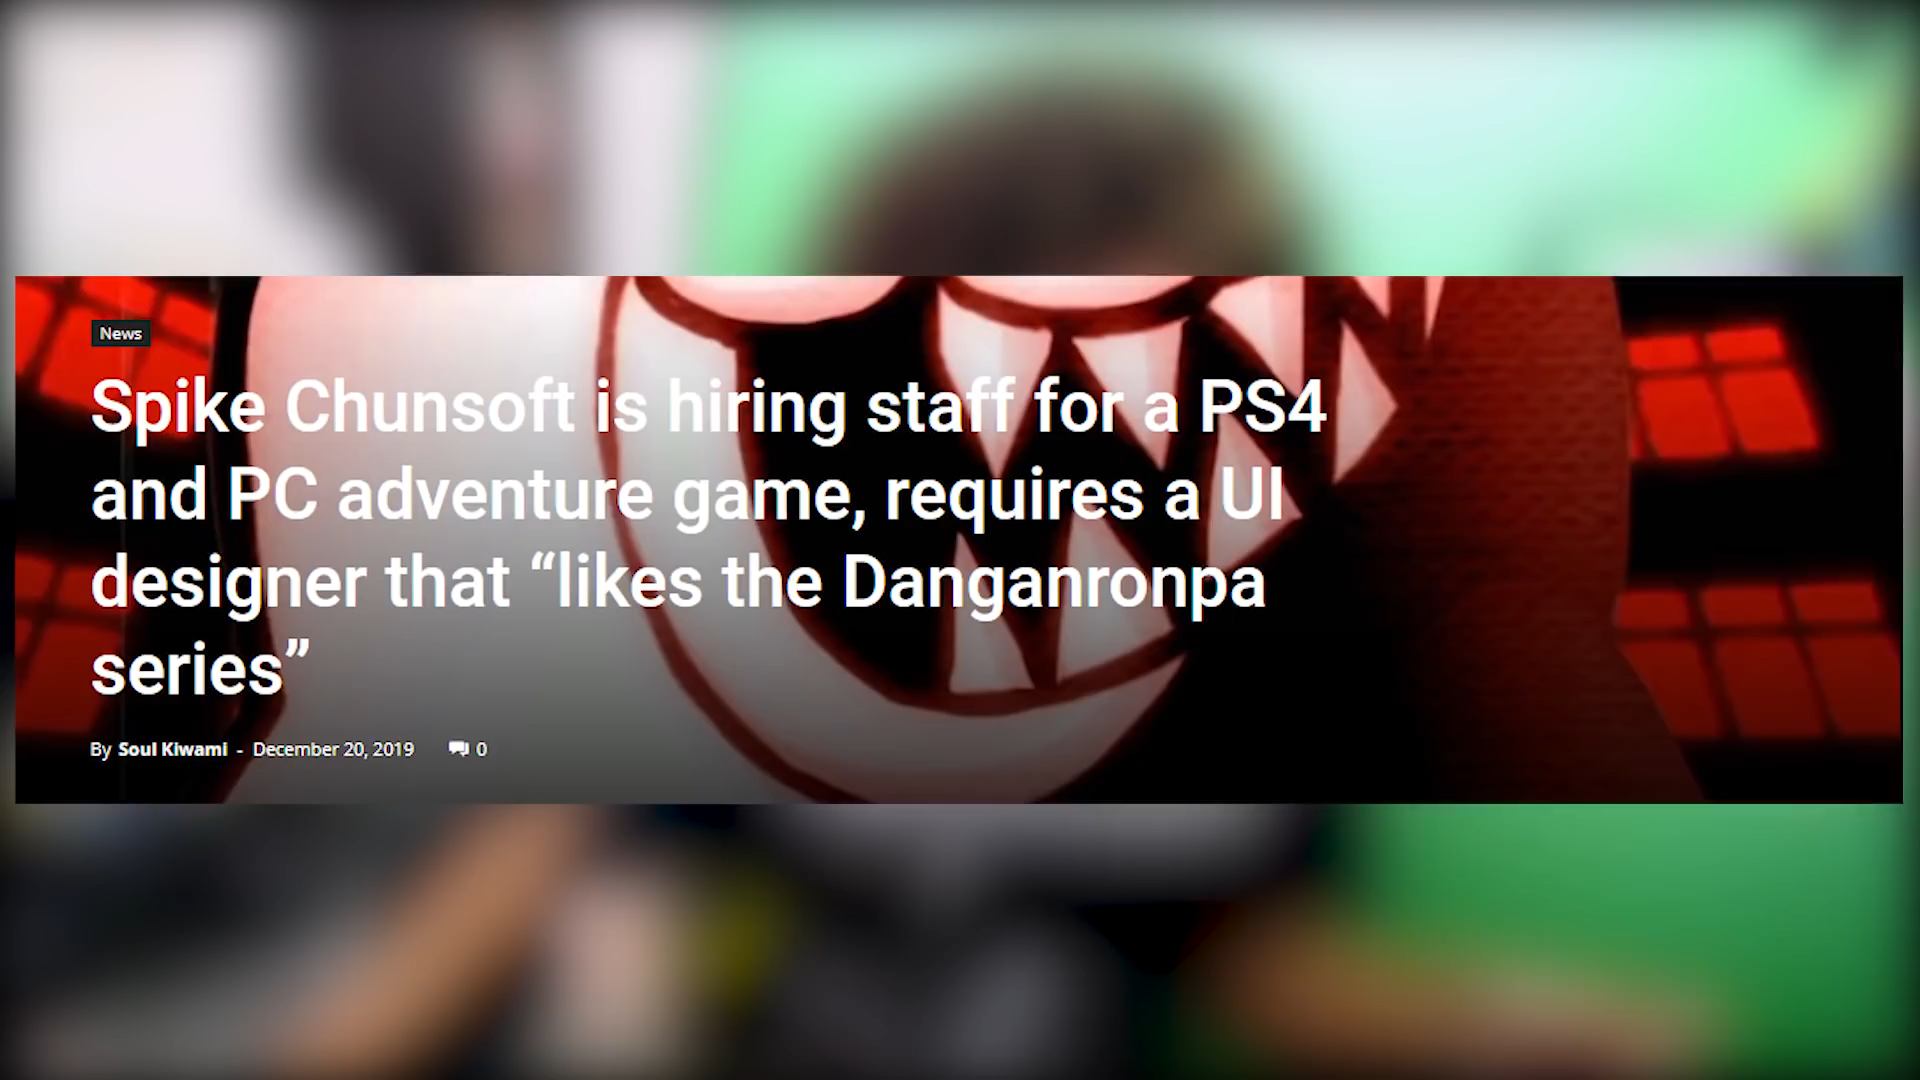 News
Spike Chunsoft is hiring staff for a PS4
and PC adventure game, requires a UI
designer that “likes the Danganronpa
series”
By Soul Kiwami - December 20, 2019 0